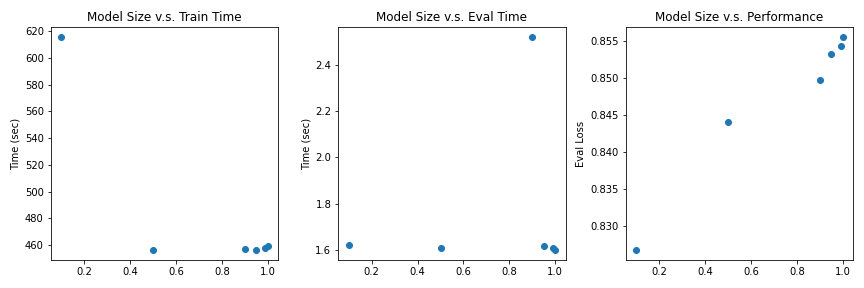 Model Size v.s. Train Time
Time (sec)
620
600
580
560
540
520
500
480
460
0.2 0.4 0.6 0.8 1.0
Model Size v.s. Eval Time
Time (sec)
2.4
2.2
2.0
1.8
1.6
0.2 0.4 0.6 0.8 1.0
Model Size v.s. Performance
Eval Loss
0.855
0.850
0.845
0.840
0.835
0.830
0.2 0.4 0.6 0.8 1.0